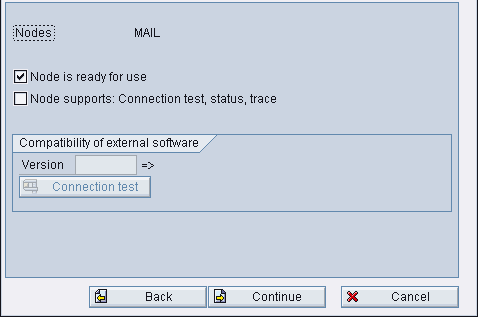 Nodes MAIL
Node is ready for use
Node supports: Connection test, status, trace
Compatibility of external software
Version =>
Connection test
Back Continue Cancel